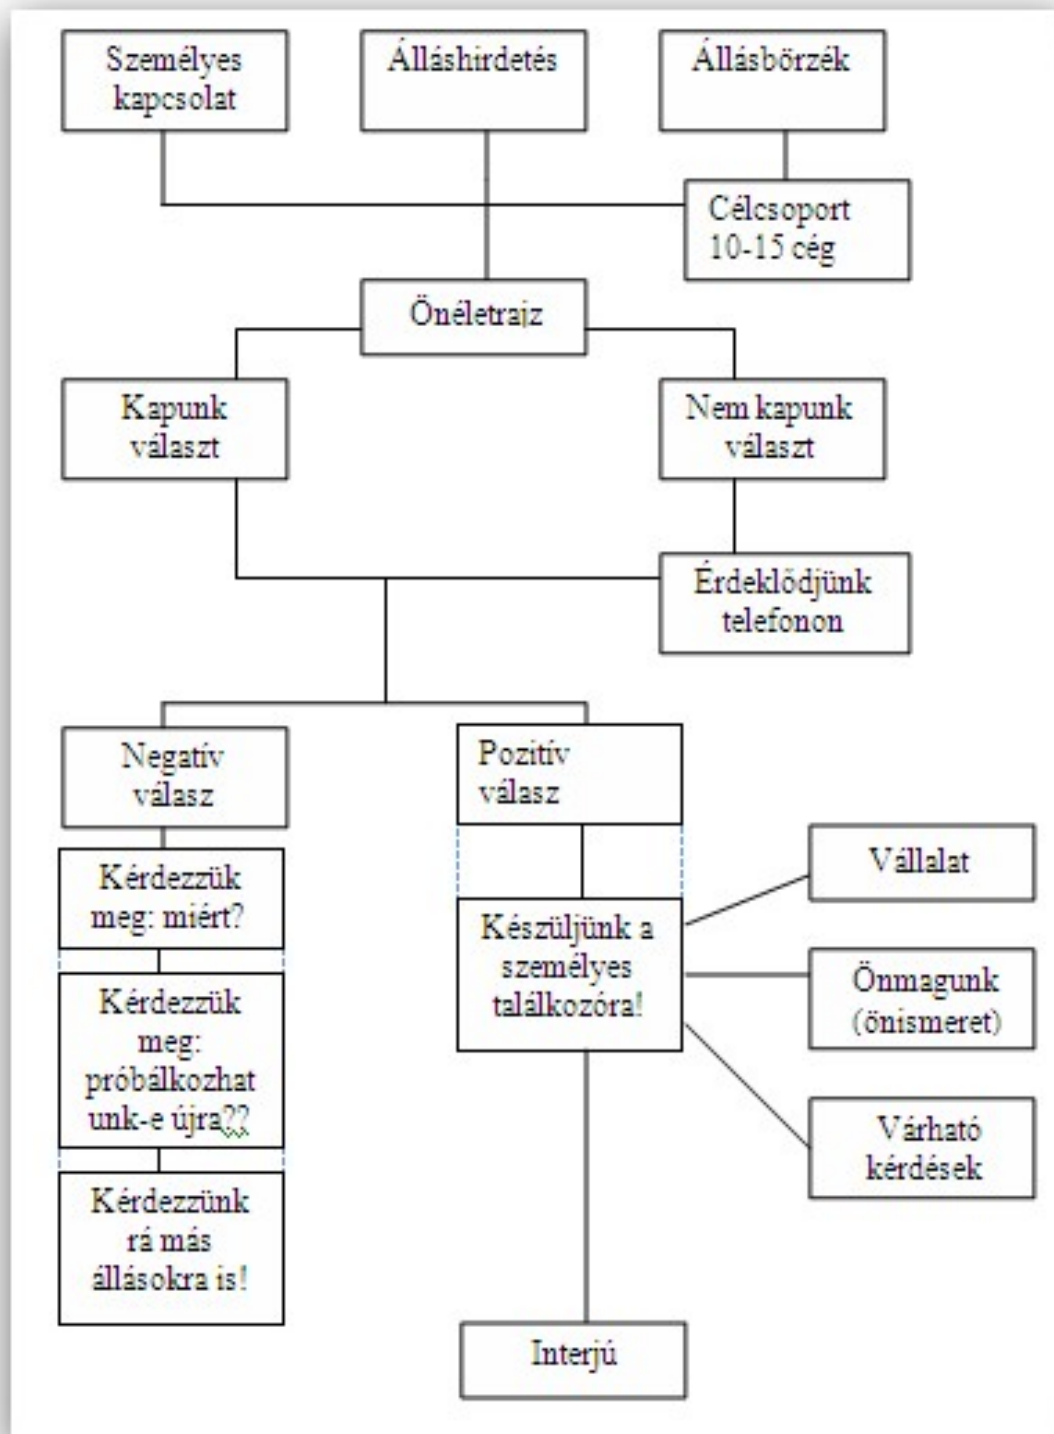 Személyes
kapcsolat
Álláshirdetés
Állásbörzék
Célcsoport
10-15 cég
Önéletrajz
Kapunk
választ
Nem kapunk
választ
Érdeklődjünk
telefonon
Negatív
válasz
Pozitív
válasz
Kérdezzük
meg: miért?
Kérdezzük
meg:
próbálkozhat
unk-e újra??
Kérdezzünk
rá más
állásokra is!
Készüljünk a
személyes
találkozóra!
Vállalat
Önmagunk
(önismeret)
Várható
kérdések
Interjú